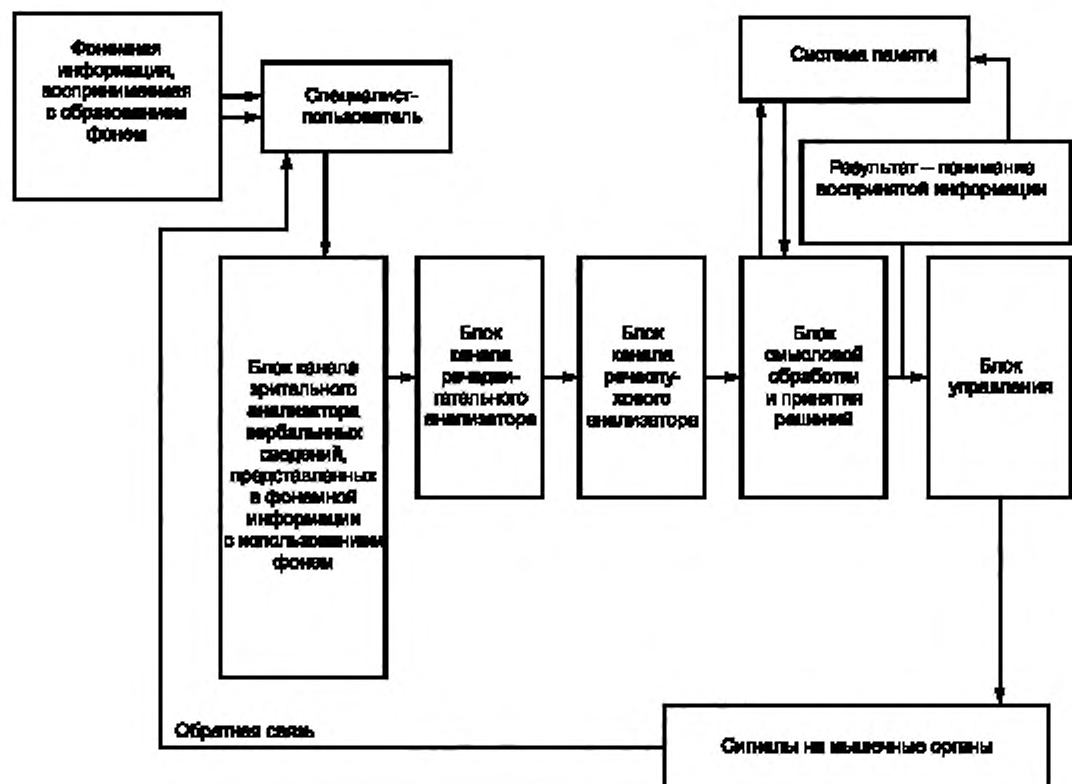 Фонемная
информация,
воспринимаемая
с образованием
фонем
Специалист-
пользователь
Система памяти
Результат – понимание
воспринятой информации
Блок канала
зрительного
анализатора
вербальных
сведений,
представленных
в фонемной
информации
с использованием
фонем
Блок
канала
речедви-
гательного
анализатора
Блок
канала
речеслу-
хового
анализатора
Блок
смысловой
обработки
и принятия
решений
Блок
управления
Обратная связь
Сигналы на мышечные органы